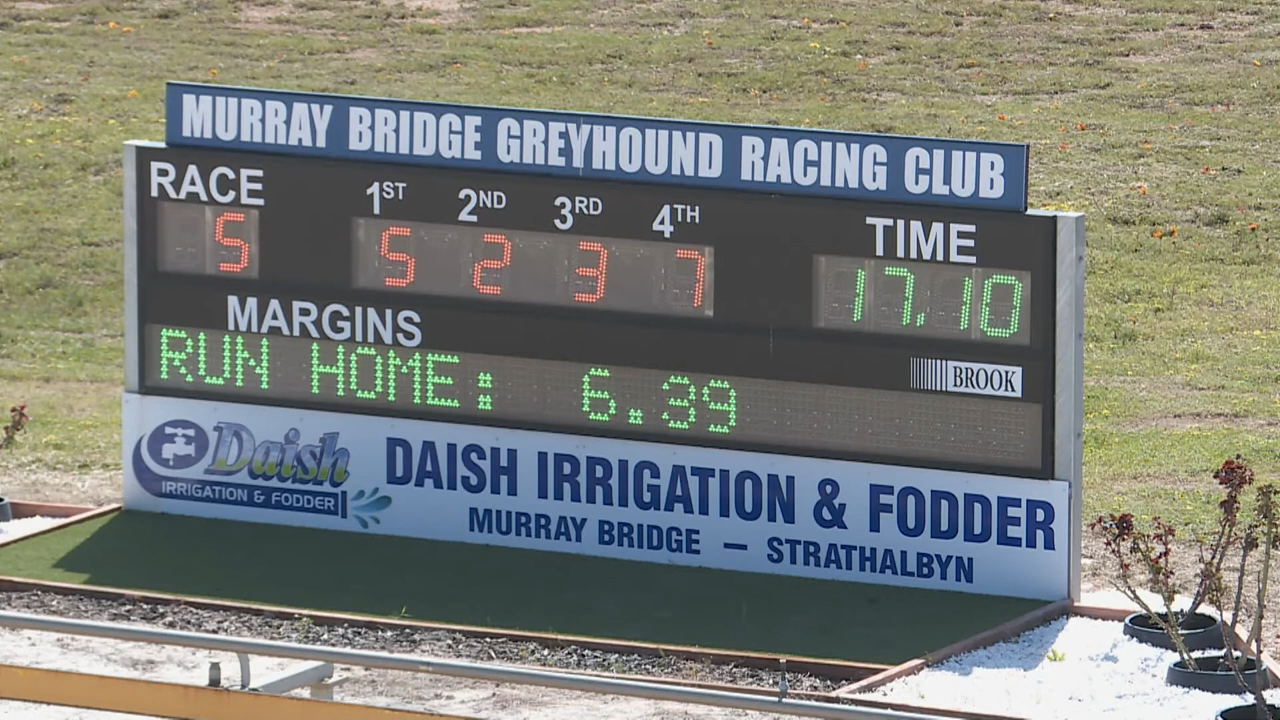 MURRAY BRIDGE GREYHOUND RACING CLUB
RACE 1ST 2ND 3RD 4TH TIME
5 5 2 3 7 17.10
MARGINS
BROOK
RUN HOME: 6.39
Daish
IRRIGATION & FODDER
DAISH IRRIGATION & FODDER
MURRAY BRIDGE – STRATHALBYN